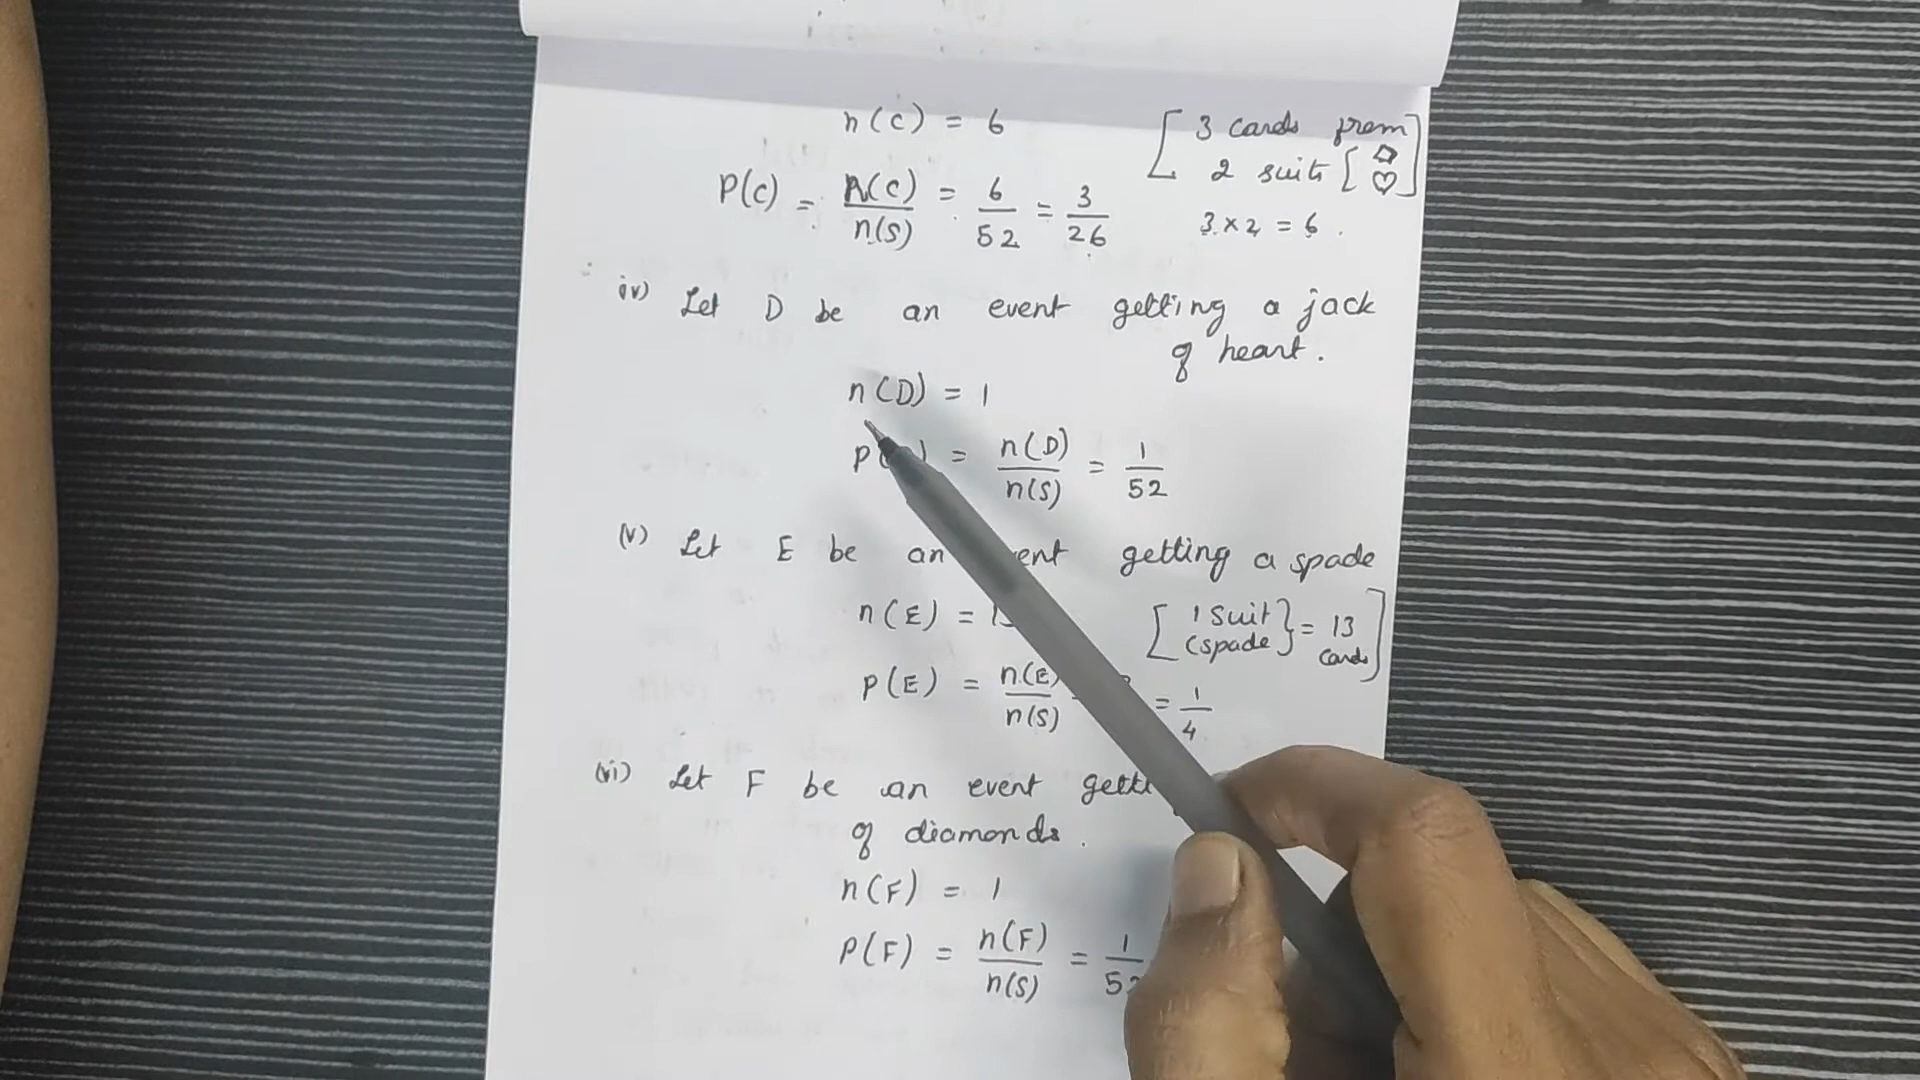 n(C) = 6 [ 3 cards from
2 suits [ ◇ ♡ ] ]
P(C) = n(C)/n(S) = 6/52 = 3/26
3 × 2 = 6 .
iv) Let D be an event getting a jack
of heart .
n(D) = 1
P( ) = n(D)/n(S) = 1/52
(v) Let E be an getting a spade
n(E) = [ 1 suit (spade } = 13 cards ]
P(E) = n(E)/n(S) = 1/4
(vi) Let F be an event
of diamonds .
n(F) = 1
P(F) = n(F)/n(S) = 1/